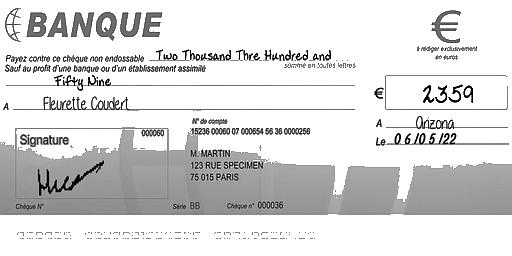 BANQUE
€
à rédiger exclusivement
en euros
Payez contre ce chèque non endossable Two Thousand Thre Hundred and
Sauf au profit d'une banque ou d'un établissement assimilé
somme en toutes lettres
Fifty Nine
A Fleurette Coudert
€ 2359
A Arizona
Le 06/05/22
Signature
000060
N° de compte
15236 00060 07 000654 56 36 0000256
M. MARTIN
123 RUE SPECIMEN
75 015 PARIS
Chèque N° Série BB Chèque n° 000036